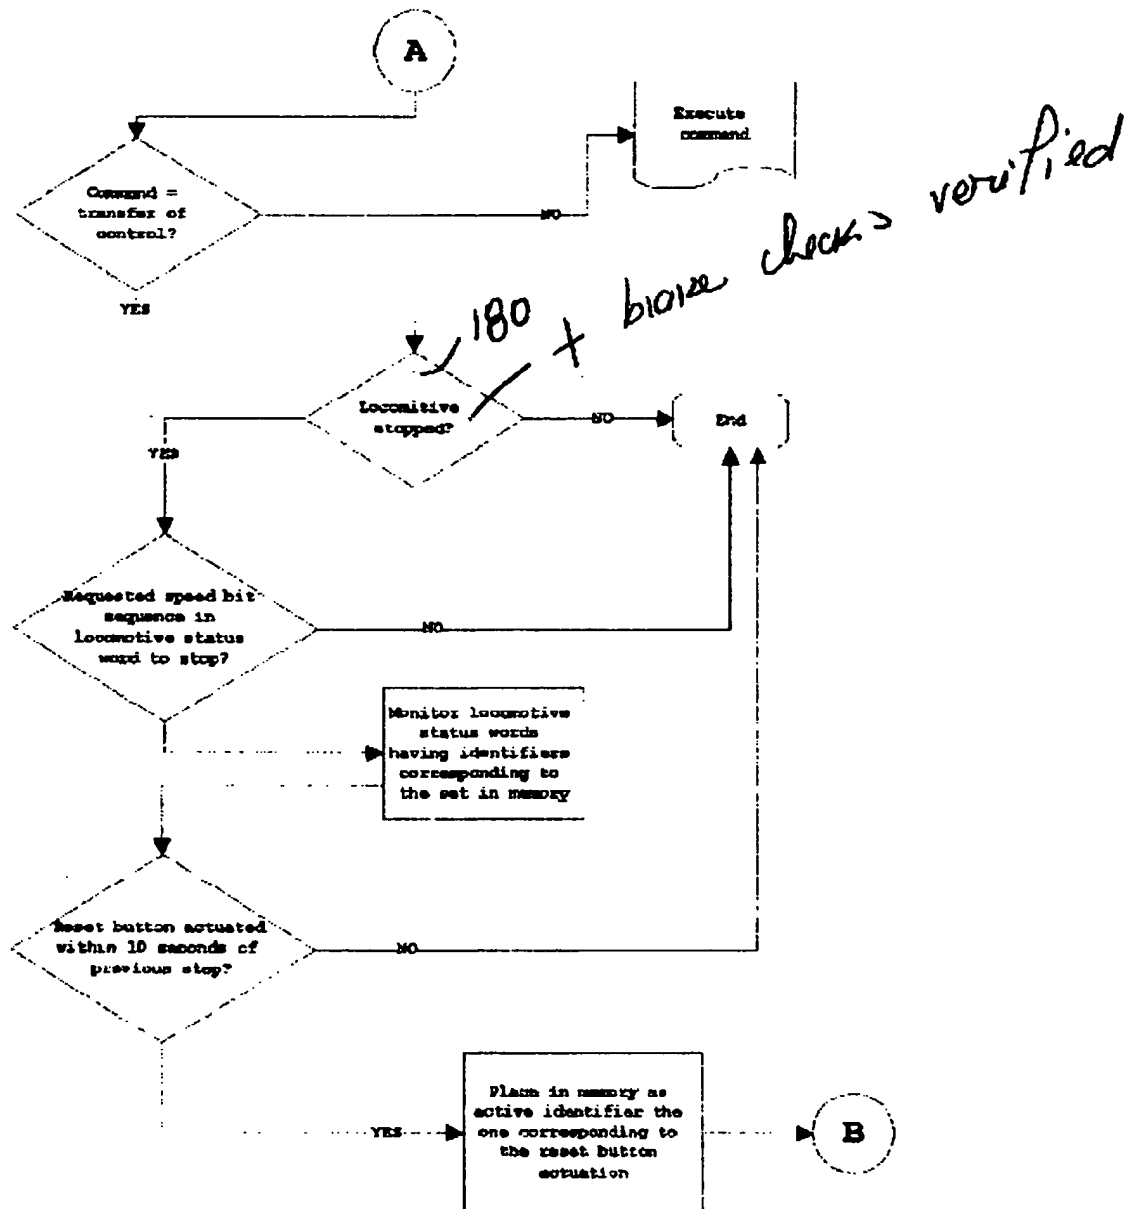 A
Execute
command
Command =
transfer of
control?
NO
YES
180
+ brake checks verified
Locomitive
stopped?
NO
End
YES
Requested speed bit
sequence in
locomotive status
word to stop?
NO
Monitor locomotive
status words
having identifiers
corresponding to
the set in memory
Reset button actuated
within 10 seconds of
previous stop?
NO
Place in memory as
active identifier the
one corresponding to
the reset button
actuation
YES
B